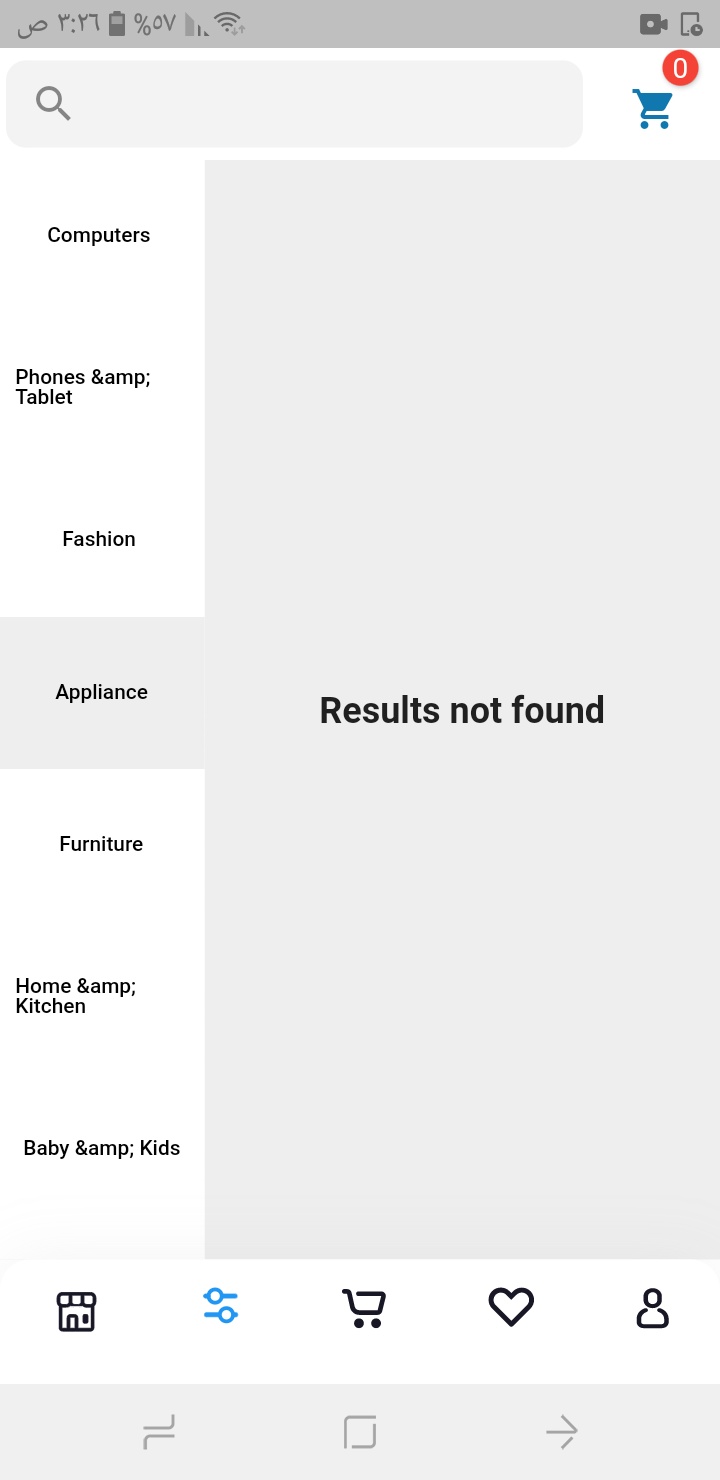 ٣:٢٦ ص ٥٧%
0
Computers
Phones &amp;
Tablet
Fashion
Appliance
Results not found
Furniture
Home &amp;
Kitchen
Baby &amp; Kids